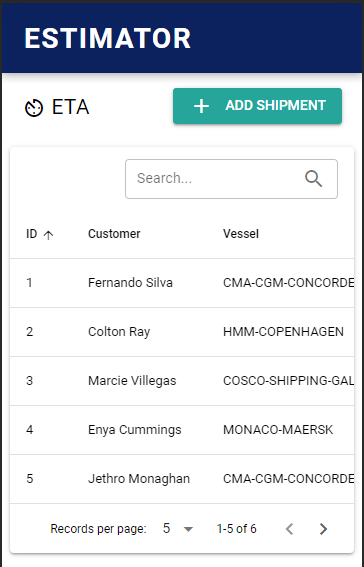 ESTIMATOR
ETA
ADD SHIPMENT
Search...
ID Customer Vessel
1 Fernando Silva CMA-CGM-CONCORDE
2 Colton Ray HMM-COPENHAGEN
3 Marcie Villegas COSCO-SHIPPING-GAL
4 Enya Cummings MONACO-MAERSK
5 Jethro Monaghan CMA-CGM-CONCORDE
Records per page: 5 1-5 of 6